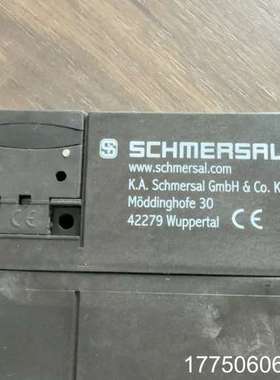 SCHMERSAL
www.schmersal.com
K.A. Schmersal GmbH & Co. K
Möddinghofe 30
42279 Wuppertal CE
CE
17750606